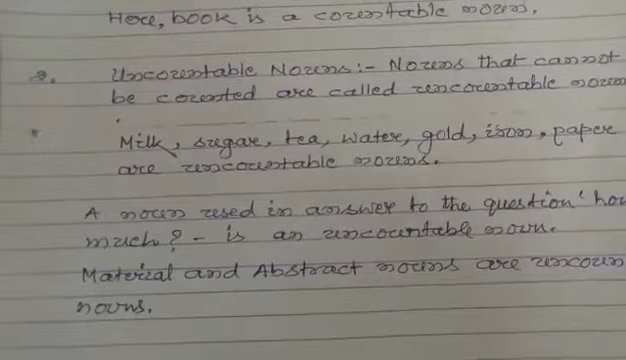 Here, book is a countable noun.
2. Uncountable Nouns:- Nouns that cannot
be counted are called uncountable noun
Milk, sugar, tea, water, gold, iron, paper
are uncountable nouns.
A noun used in answer to the question 'how
much? - is an uncountable noun.
Material and Abstract nouns are uncoun
nouns.